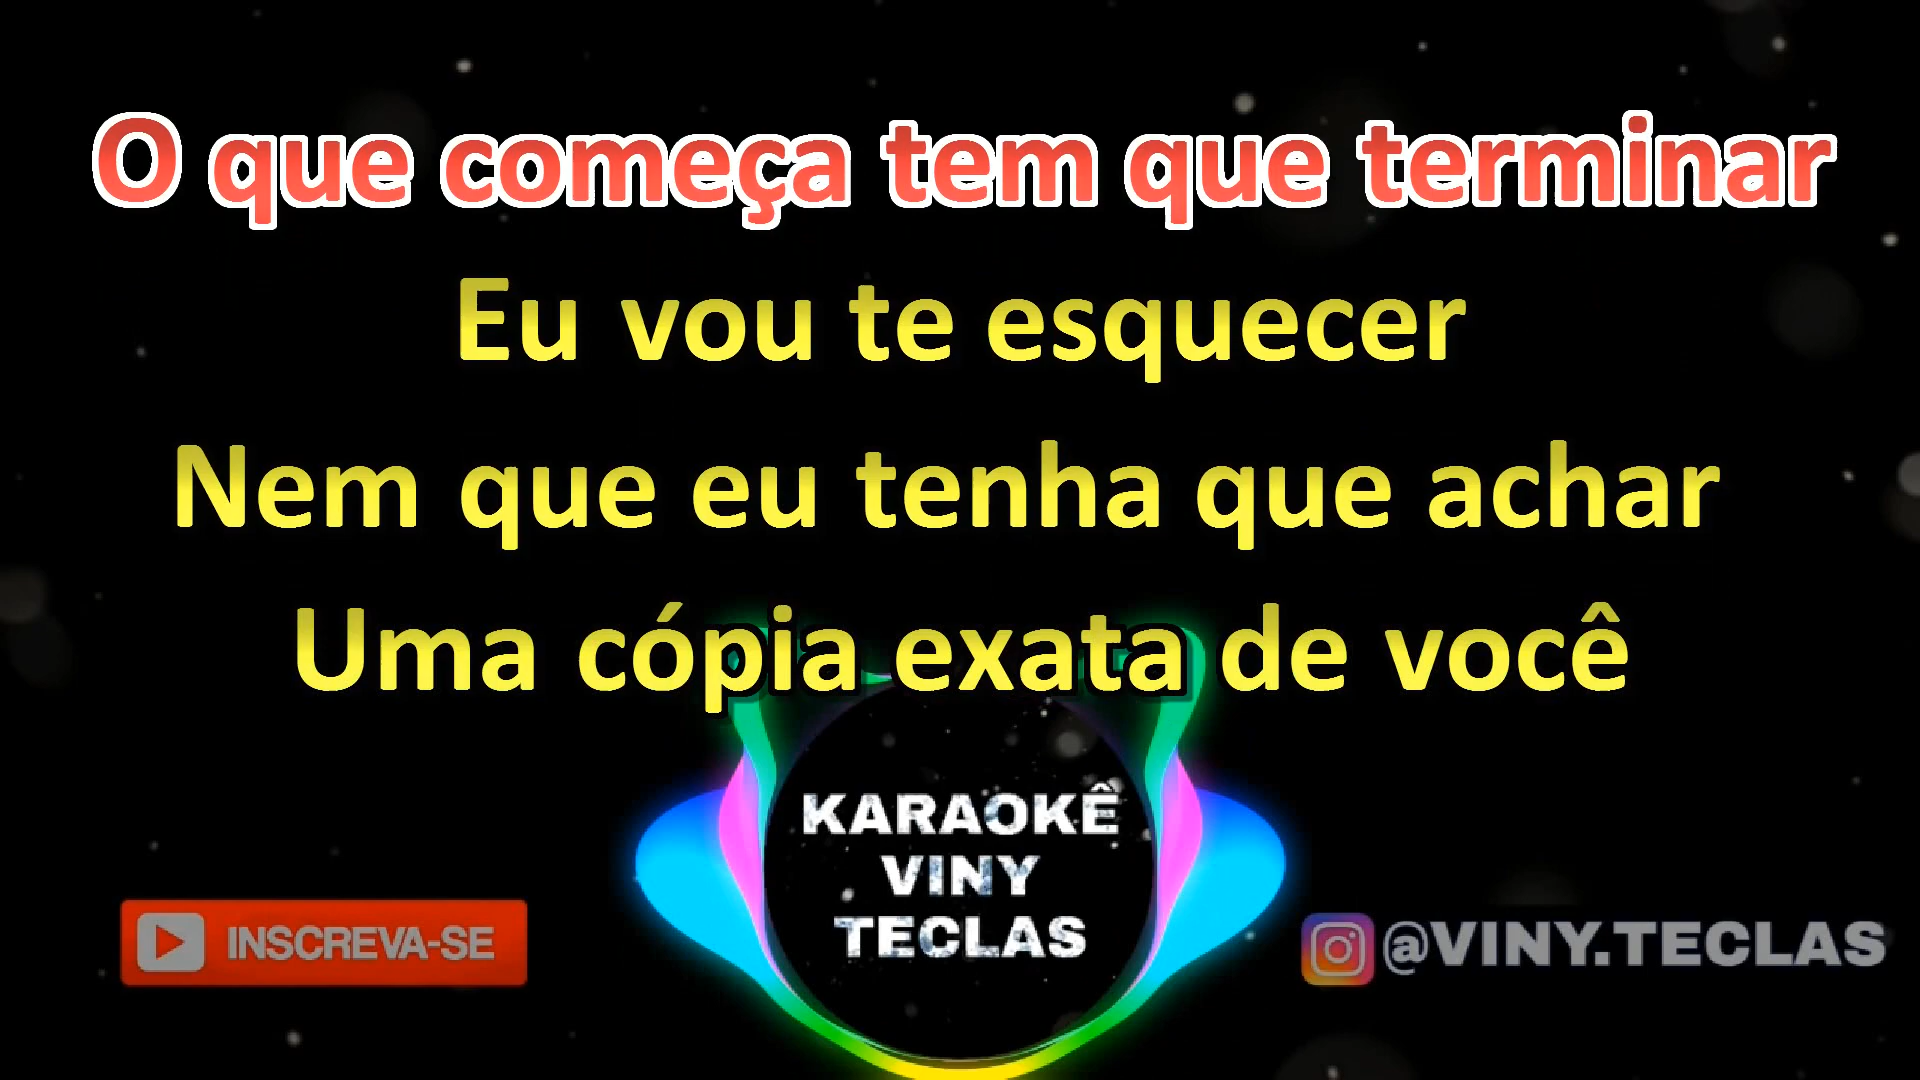 O que começa tem que terminar
Eu vou te esquecer
Nem que eu tenha que achar
Uma cópia exata de você
KARAOKÊ
VINY
TECLAS
INSCREVA-SE
@VINY.TECLAS